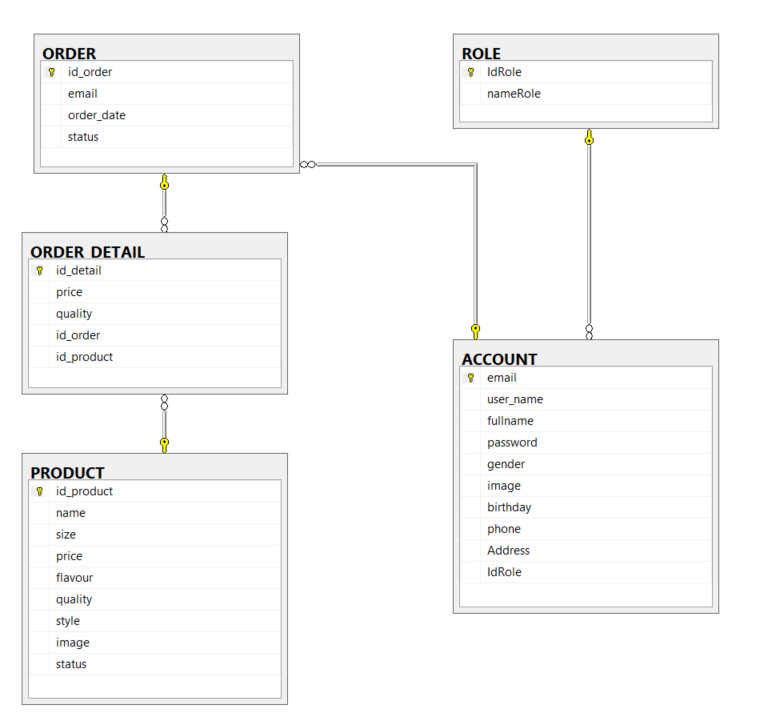 ORDER
id_order
email
order_date
status
ROLE
IdRole
nameRole
ORDER_DETAIL
id_detail
price
quality
id_order
id_product
ACCOUNT
email
user_name
fullname
password
gender
image
birthday
phone
Address
IdRole
PRODUCT
id_product
name
size
price
flavour
quality
style
image
status